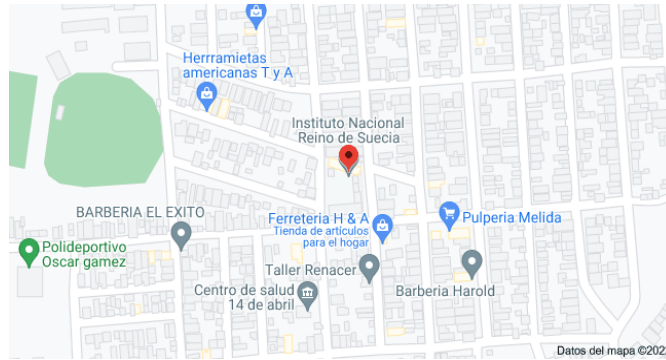 Herrramietas
americanas T y A
Instituto Nacional
Reino de Suecia
BARBERIA EL EXITO
Ferreteria H & A
Tienda de artículos
para el hogar
Pulperia Melida
Polideportivo
Oscar gamez
Taller Renacer
Centro de salud
14 de abril
Barberia Harold
Datos del mapa ©202